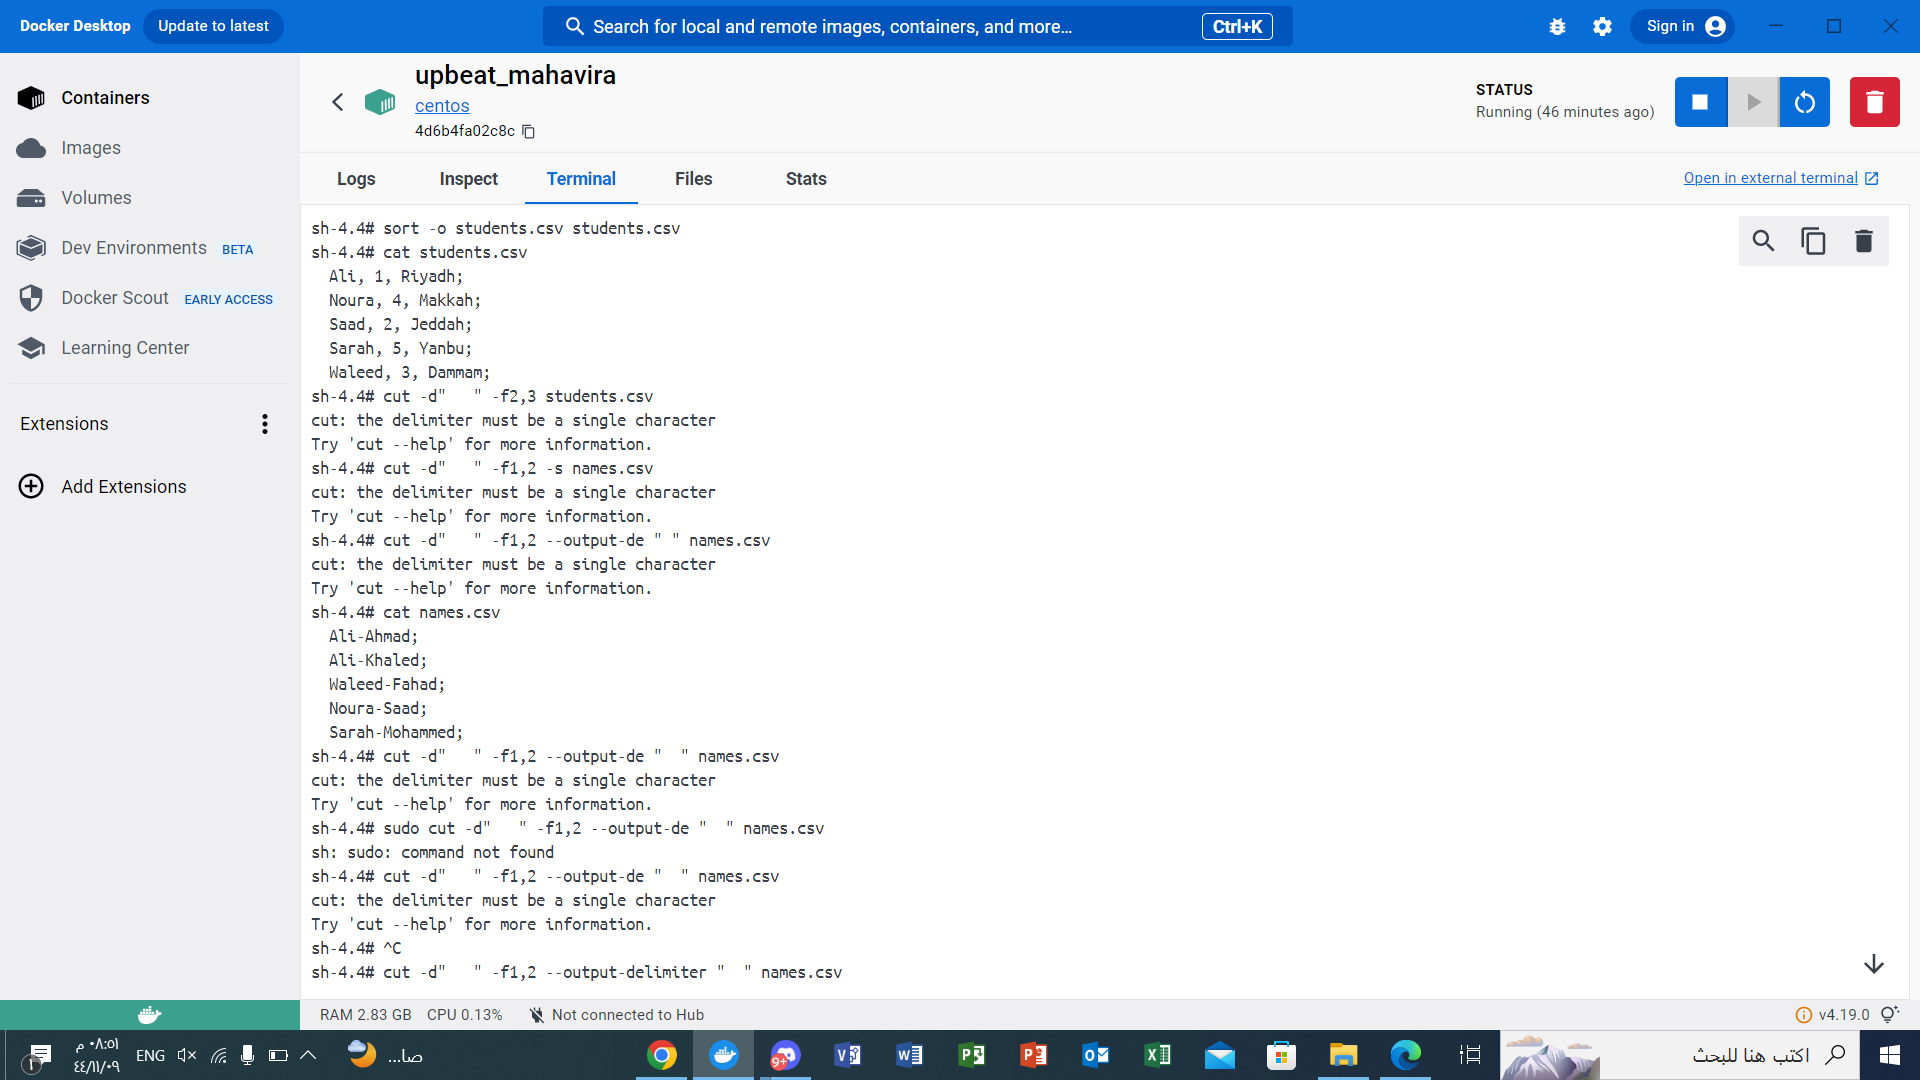 Docker Desktop Update to latest Search for local and remote images, containers, and more... Ctrl+K Sign in
Containers
Images
Volumes
Dev Environments BETA
Docker Scout EARLY ACCESS
Learning Center
Extensions
Add Extensions
upbeat_mahavira
centos
4d6b4fa02c8c
STATUS
Running (46 minutes ago)
Logs Inspect Terminal Files Stats Open in external terminal
sh-4.4# sort -o students.csv students.csv
sh-4.4# cat students.csv
  Ali, 1, Riyadh;
  Noura, 4, Makkah;
  Saad, 2, Jeddah;
  Sarah, 5, Yanbu;
  Waleed, 3, Dammam;
sh-4.4# cut -d"   " -f2,3 students.csv
cut: the delimiter must be a single character
Try 'cut --help' for more information.
sh-4.4# cut -d"   " -f1,2 -s names.csv
cut: the delimiter must be a single character
Try 'cut --help' for more information.
sh-4.4# cut -d"   " -f1,2 --output-de " " names.csv
cut: the delimiter must be a single character
Try 'cut --help' for more information.
sh-4.4# cat names.csv
  Ali-Ahmad;
  Ali-Khaled;
  Waleed-Fahad;
  Noura-Saad;
  Sarah-Mohammed;
sh-4.4# cut -d"   " -f1,2 --output-de "  " names.csv
cut: the delimiter must be a single character
Try 'cut --help' for more information.
sh-4.4# sudo cut -d"   " -f1,2 --output-de "  " names.csv
sh: sudo: command not found
sh-4.4# cut -d"   " -f1,2 --output-de "  " names.csv
cut: the delimiter must be a single character
Try 'cut --help' for more information.
sh-4.4# ^C
sh-4.4# cut -d"   " -f1,2 --output-delimiter "  " names.csv
RAM 2.83 GB CPU 0.13% Not connected to Hub v4.19.0
١
٠٨:٥١ م
٤٤/١١/٠٩
ENG
صا...
9+
اكتب هنا للبحث